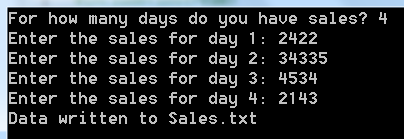 For how many days do you have sales? 4
Enter the sales for day 1: 2422
Enter the sales for day 2: 34335
Enter the sales for day 3: 4534
Enter the sales for day 4: 2143
Data written to Sales.txt